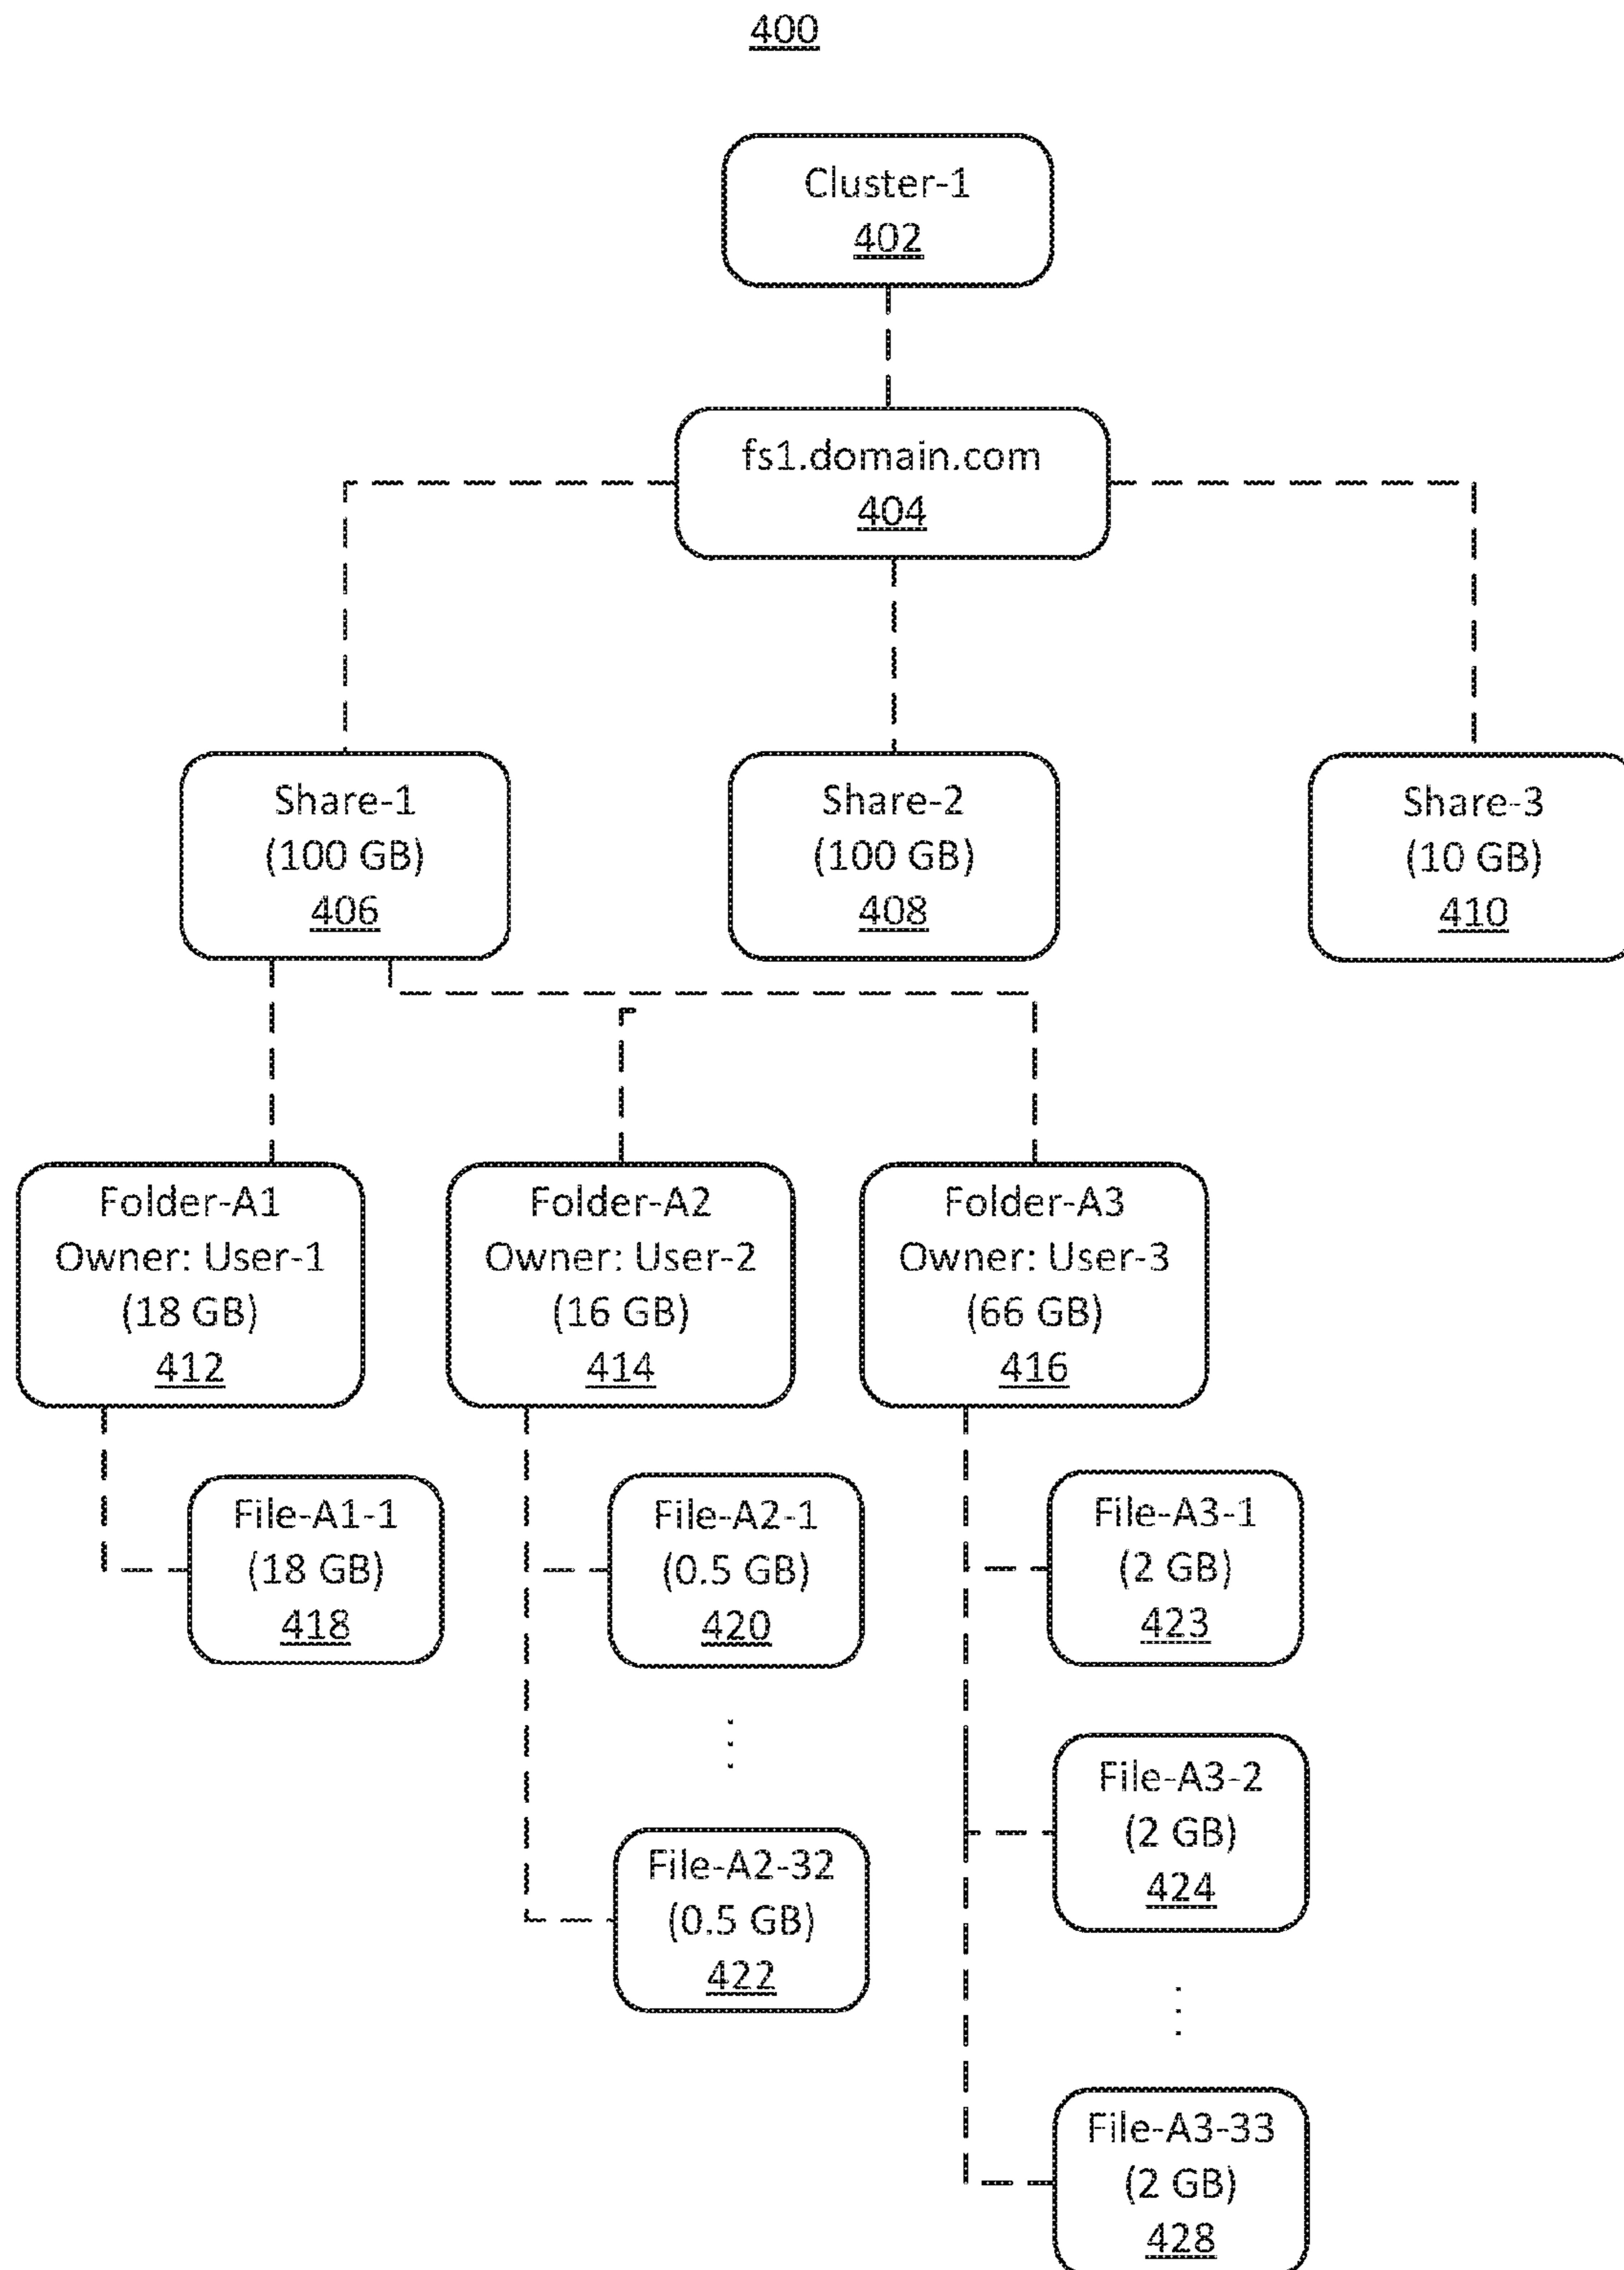 400
Cluster-1
402
fs1.domain.com
404
Share-1
(100 GB)
406
Share-2
(100 GB)
408
Share-3
(10 GB)
410
Folder-A1
Owner: User-1
(18 GB)
412
Folder-A2
Owner: User-2
(16 GB)
414
Folder-A3
Owner: User-3
(66 GB)
416
File-A1-1
(18 GB)
418
File-A2-1
(0.5 GB)
420
File-A3-1
(2 GB)
423
File-A3-2
(2 GB)
424
File-A2-32
(0.5 GB)
422
File-A3-33
(2 GB)
428